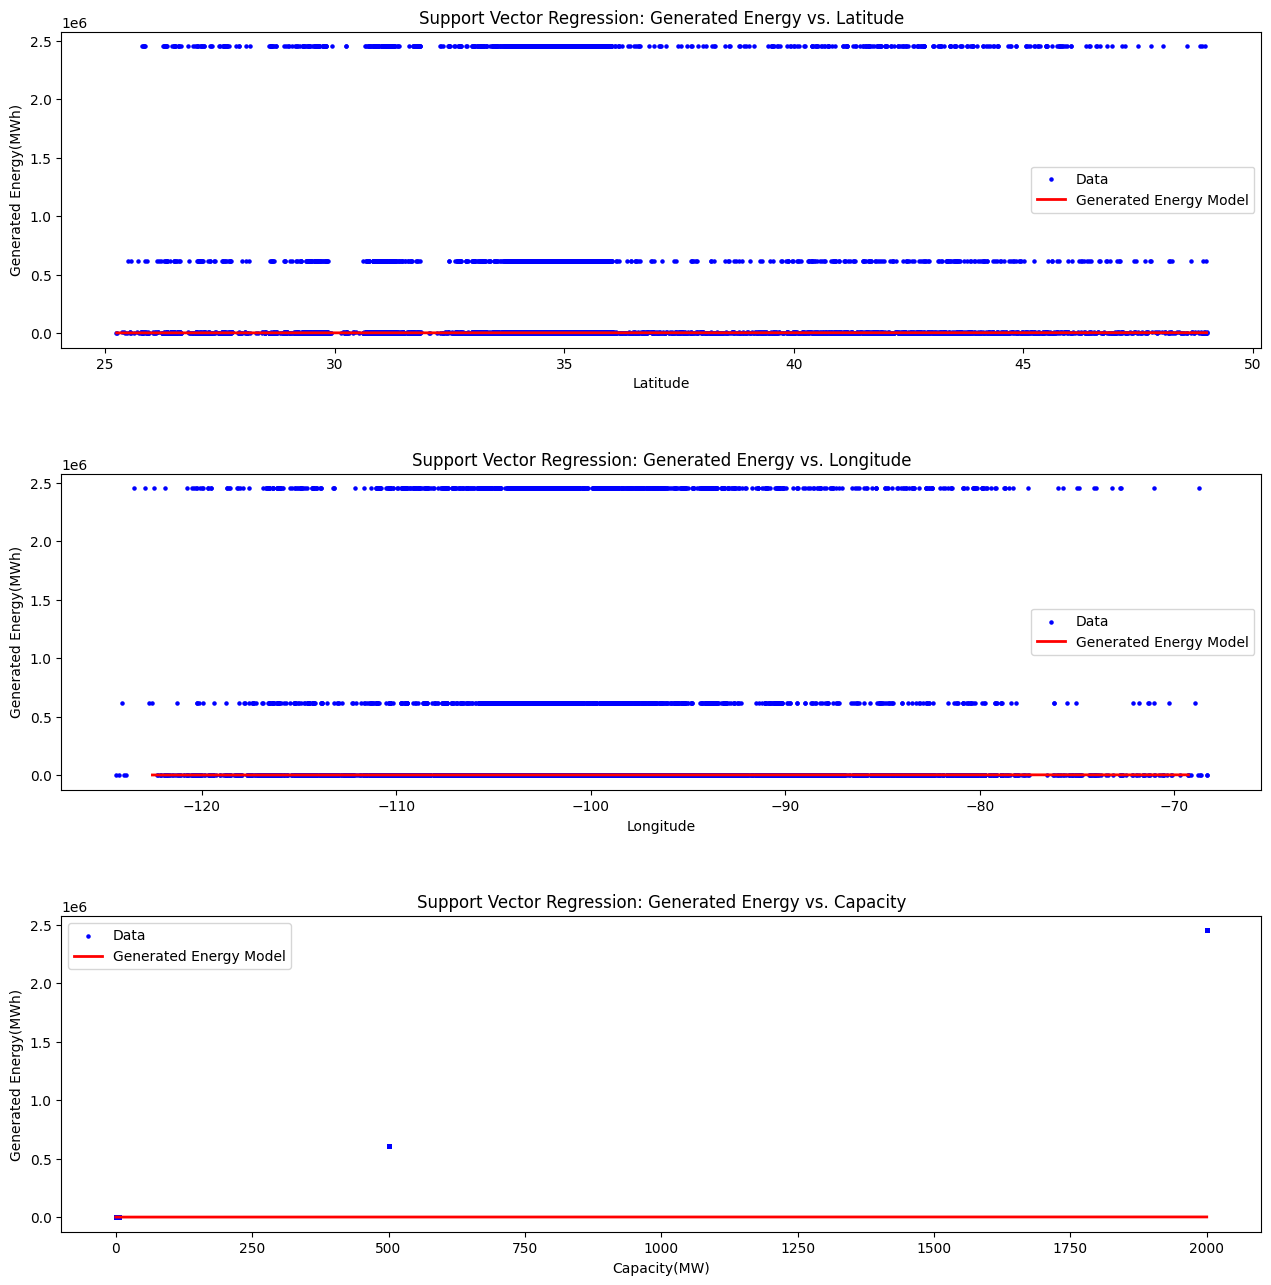 Support Vector Regression: Generated Energy vs. Latitude
1e6
2.5
2.0
1.5
1.0
0.5
0.0
Generated Energy(MWh)
Data
Generated Energy Model
25 30 35 40 45 50
Latitude
Support Vector Regression: Generated Energy vs. Longitude
1e6
2.5
2.0
1.5
1.0
0.5
0.0
Generated Energy(MWh)
Data
Generated Energy Model
−120 −110 −100 −90 −80 −70
Longitude
Support Vector Regression: Generated Energy vs. Capacity
1e6
2.5
2.0
1.5
1.0
0.5
0.0
Generated Energy(MWh)
Data
Generated Energy Model
0 250 500 750 1000 1250 1500 1750 2000
Capacity(MW)